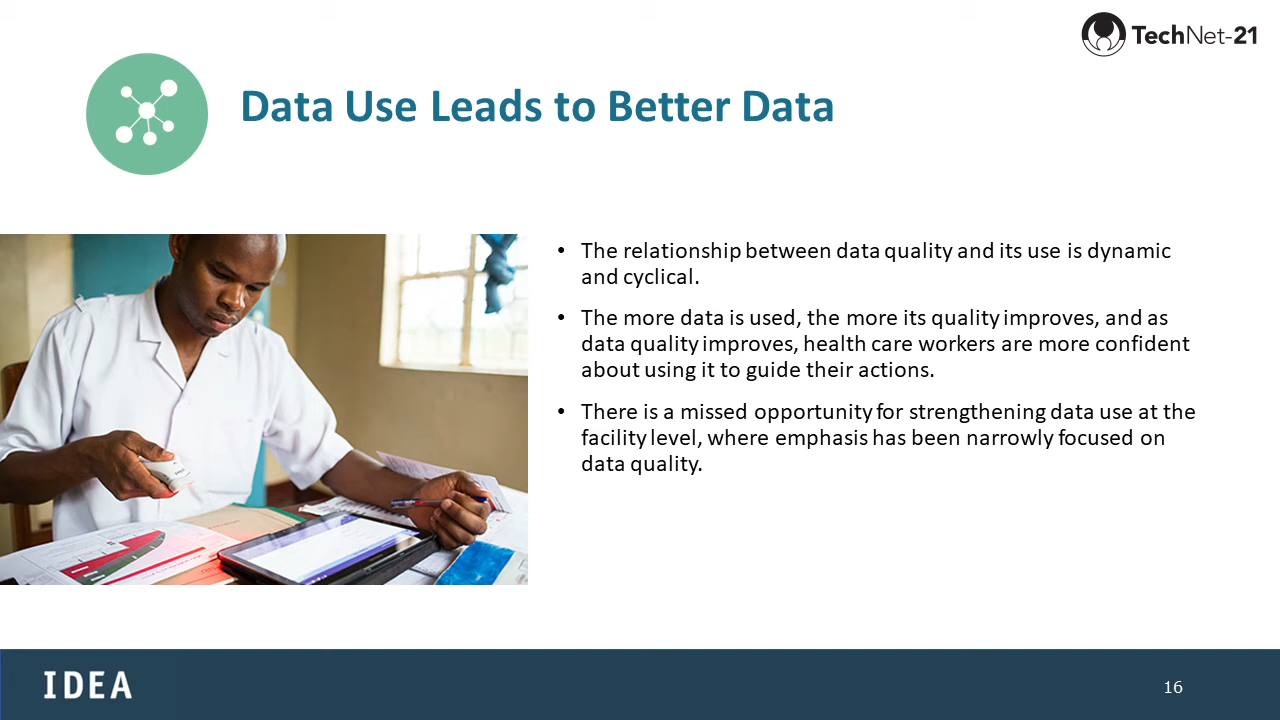 TechNet-21
Data Use Leads to Better Data
• The relationship between data quality and its use is dynamic
and cyclical.
• The more data is used, the more its quality improves, and as
data quality improves, health care workers are more confident
about using it to guide their actions.
• There is a missed opportunity for strengthening data use at the
facility level, where emphasis has been narrowly focused on
data quality.
IDEA
16